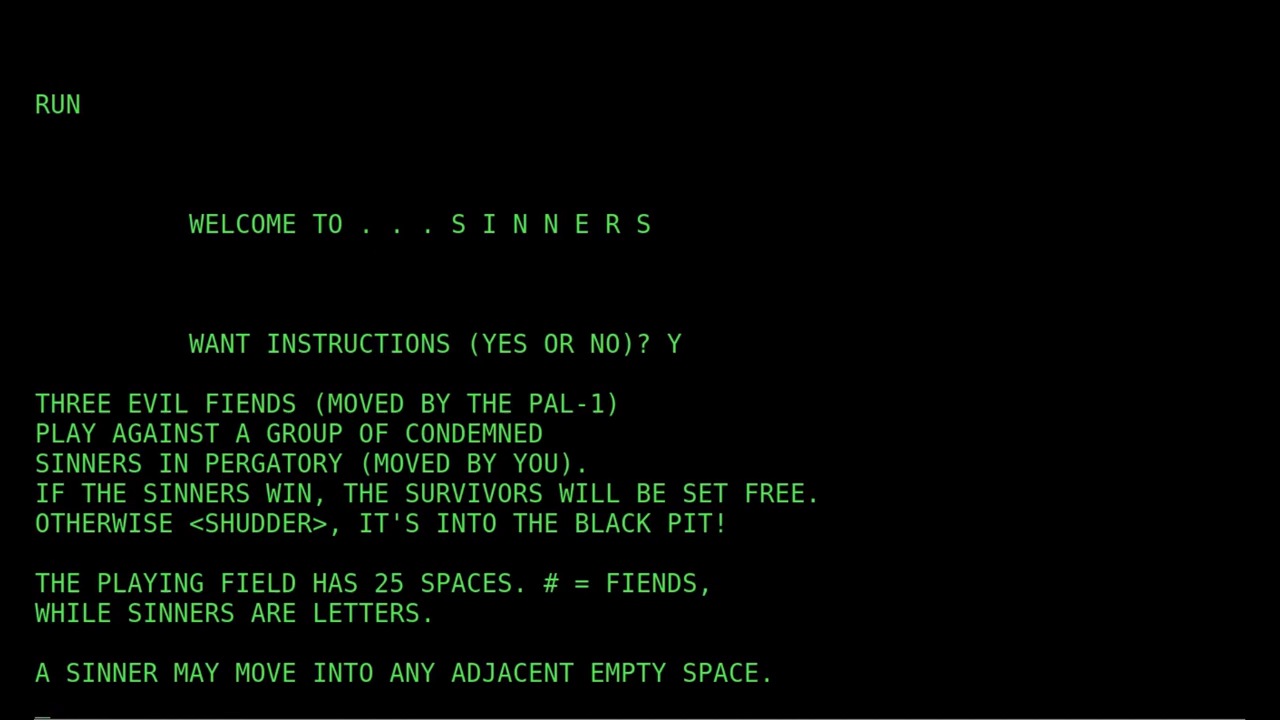 RUN
WELCOME TO . . . S I N N E R S
WANT INSTRUCTIONS (YES OR NO)? Y
THREE EVIL FIENDS (MOVED BY THE PAL-1)
PLAY AGAINST A GROUP OF CONDEMNED
SINNERS IN PERGATORY (MOVED BY YOU).
IF THE SINNERS WIN, THE SURVIVORS WILL BE SET FREE.
OTHERWISE <SHUDDER>, IT'S INTO THE BLACK PIT!
THE PLAYING FIELD HAS 25 SPACES. # = FIENDS,
WHILE SINNERS ARE LETTERS.
A SINNER MAY MOVE INTO ANY ADJACENT EMPTY SPACE.